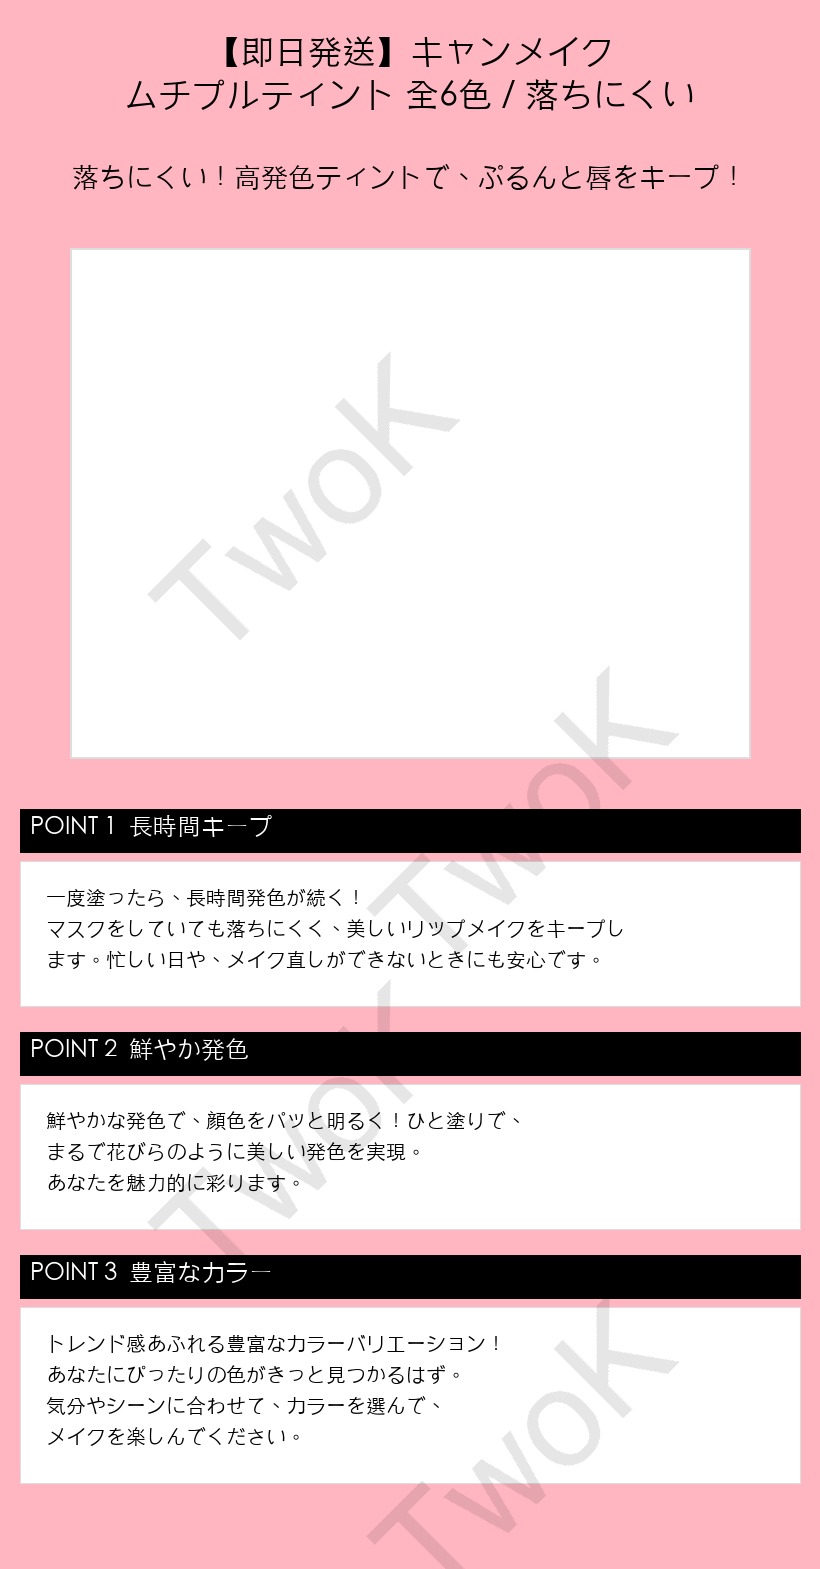 【即日発送】キャンメイク
ムチプルティント 全6色 / 落ちにくい
落ちにくい！高発色ティントで、ぷるんと唇をキープ！
TwoK
TwoK
POINT 1 長時間キープ
一度塗ったら、長時間発色が続く！
マスクをしていても落ちにくく、美しいリップメイクをキープし
ます。忙しい日や、メイク直しができないときにも安心です。
TwoK
POINT 2 鮮やか発色
鮮やかな発色で、顔色をパッと明るく！ひと塗りで、
まるで花びらのように美しい発色を実現。
あなたを魅力的に彩ります。
POINT 3 豊富なカラー
トレンド感あふれる豊富なカラーバリエーション！
あなたにぴったりの色がきっと見つかるはず。
気分やシーンに合わせて、カラーを選んで、
メイクを楽しんでください。
TwoK